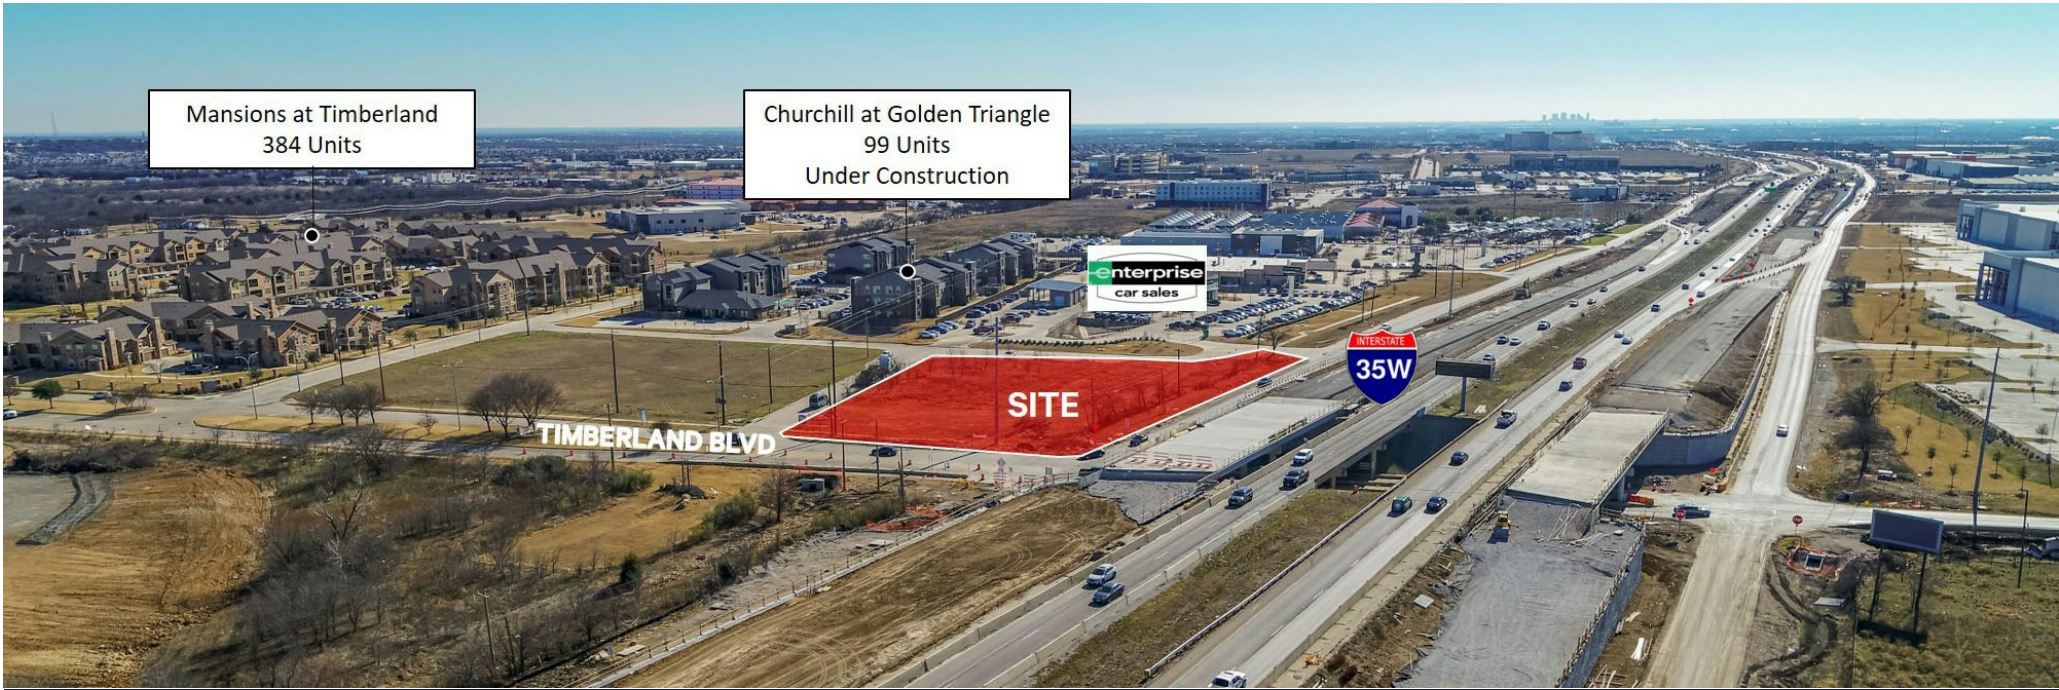 Mansions at Timberland
384 Units
Churchill at Golden Triangle
99 Units
Under Construction
enterprise
car sales
INTERSTATE
35W
SITE
TIMBERLAND BLVD